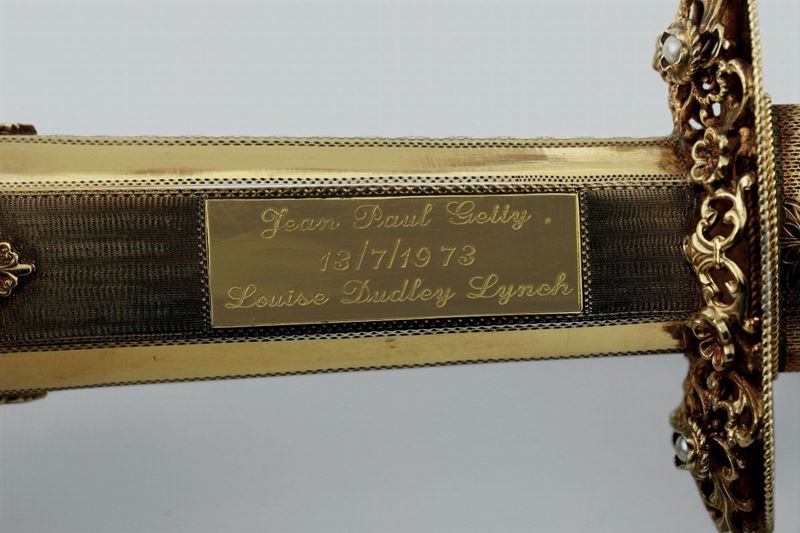 Jean Paul Getty .
13/7/1973
Louise Dudley Lynch